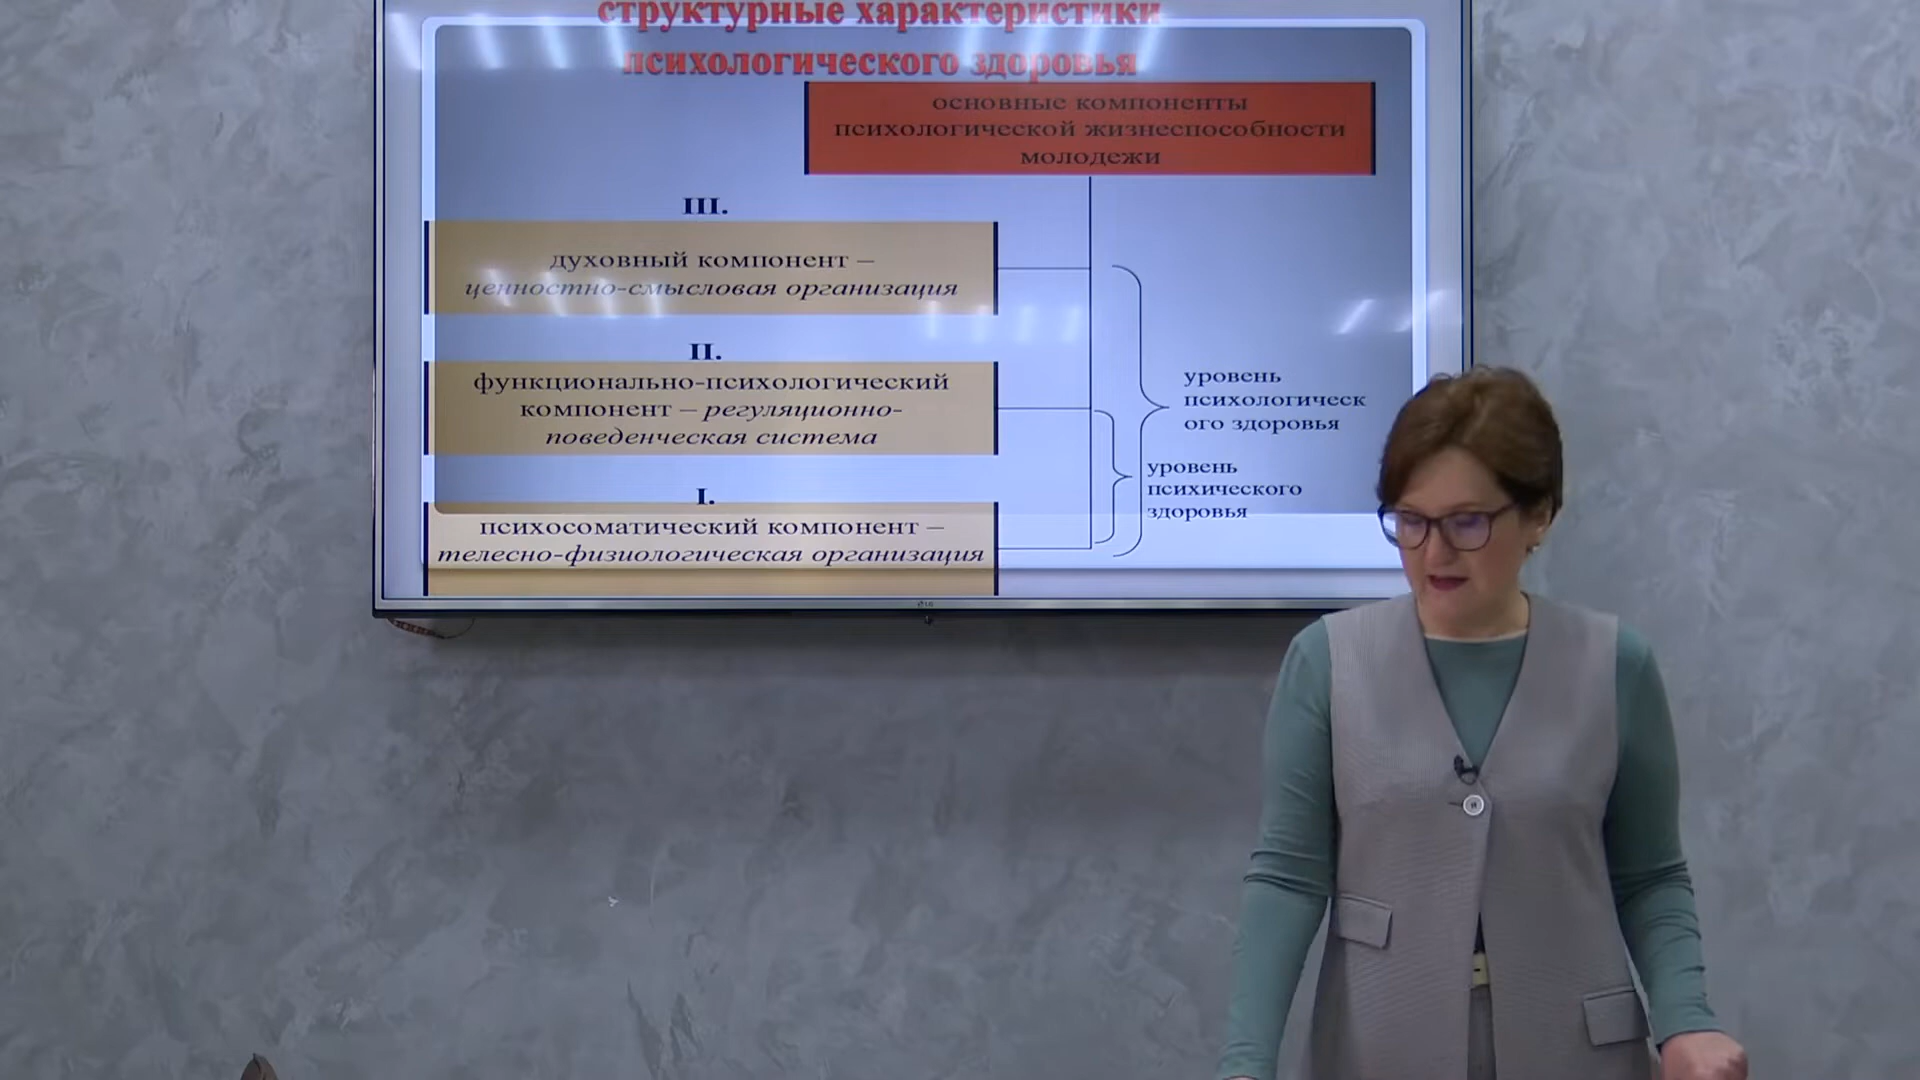 структурные характеристики
психологического здоровья
основные компоненты
психологической жизнеспособности
молодежи
III.
духовный компонент –
ценностно-смысловая организация
II.
функционально-психологический
компонент – регуляционно-
поведенческая система
I.
психосоматический компонент –
телесно-физиологическая организация
уровень
психологическ
ого здоровья
уровень
психического
здоровья